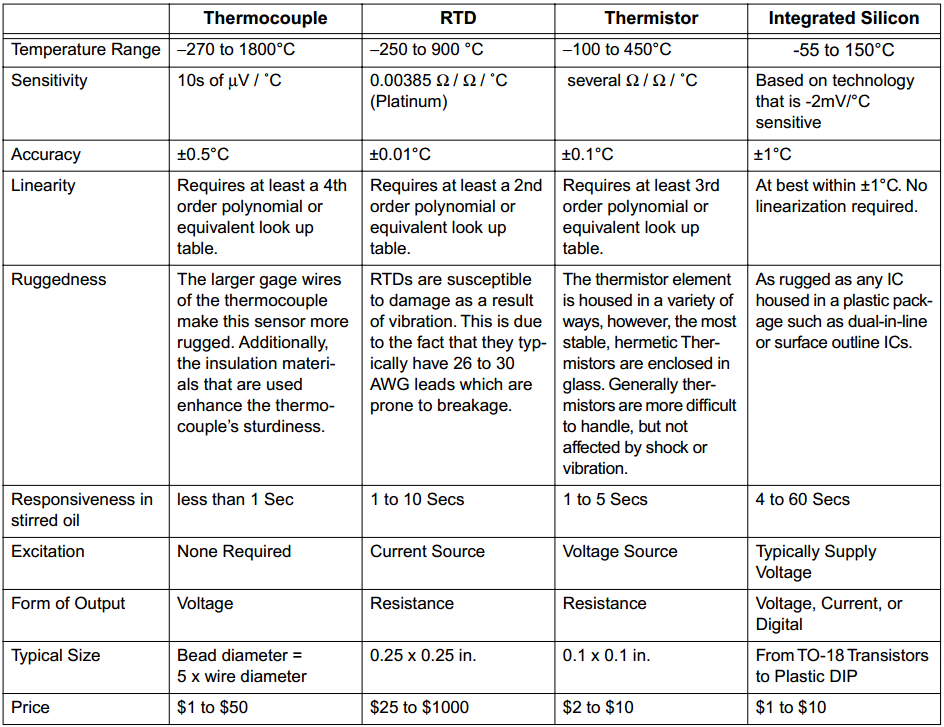 Thermocouple RTD Thermistor Integrated Silicon
Temperature Range –270 to 1800°C –250 to 900 °C –100 to 450°C -55 to 150°C
Sensitivity 10s of μV / ˚C 0.00385 Ω / Ω / ˚C several Ω / Ω / ˚C Based on technology
(Platinum) that is -2mV/°C
sensitive
Accuracy ±0.5°C ±0.01°C ±0.1°C ±1°C
Linearity Requires at least a 4th Requires at least a 2nd Requires at least 3rd At best within ±1°C. No
order polynomial or order polynomial or order polynomial or linearization required.
equivalent look up equivalent look up equivalent look up
table. table. table.
Ruggedness The larger gage wires RTDs are susceptible The thermistor element As rugged as any IC
of the thermocouple to damage as a result is housed in a variety of housed in a plastic pack-
make this sensor more of vibration. This is due ways, however, the most age such as dual-in-line
rugged. Additionally, to the fact that they typ- stable, hermetic Ther- or surface outline ICs.
the insulation materi- ically have 26 to 30 mistors are enclosed in
als that are used AWG leads which are glass. Generally ther-
enhance the thermo- prone to breakage. mistors are more difficult
couple's sturdiness. to handle, but not
affected by shock or
vibration.
Responsiveness in less than 1 Sec 1 to 10 Secs 1 to 5 Secs 4 to 60 Secs
stirred oil
Excitation None Required Current Source Voltage Source Typically Supply
Voltage
Form of Output Voltage Resistance Resistance Voltage, Current, or
Digital
Typical Size Bead diameter = 0.25 x 0.25 in. 0.1 x 0.1 in. From TO-18 Transistors
5 x wire diameter to Plastic DIP
Price $1 to $50 $25 to $1000 $2 to $10 $1 to $10